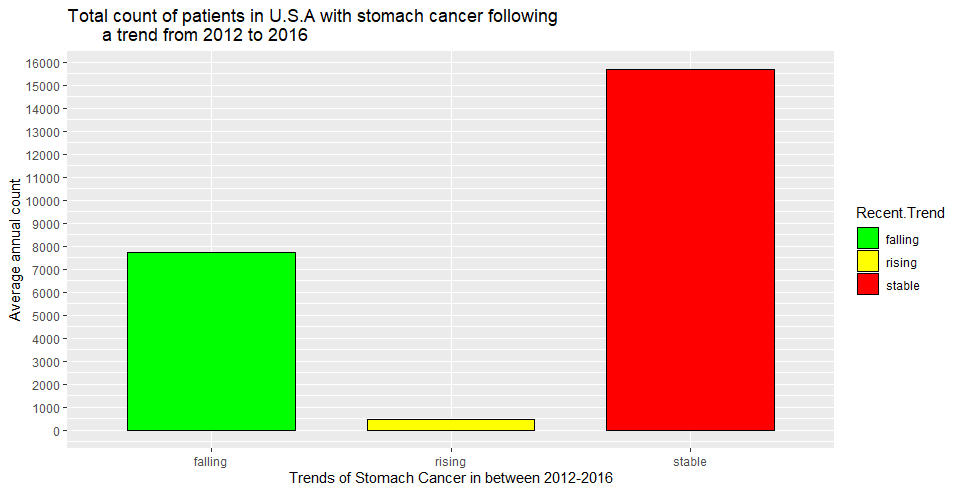 Total count of patients in U.S.A with stomach cancer following
a trend from 2012 to 2016
Average annual count
16000
15000
14000
13000
12000
11000
10000
9000
8000
7000
6000
5000
4000
3000
2000
1000
0
falling
rising
stable
Trends of Stomach Cancer in between 2012-2016
Recent.Trend
falling
rising
stable